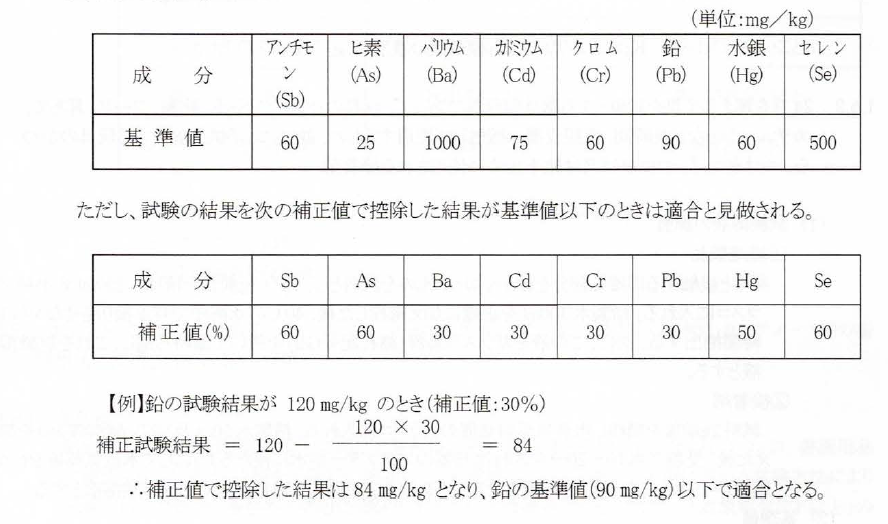 (単位:mg/kg)
成 分 アンチモン(Sb) ヒ素(As) バリウム(Ba) カドミウム(Cd) クロム(Cr) 鉛(Pb) 水銀(Hg) セレン(Se)
基 準 値 60 25 1000 75 60 90 60 500
ただし、試験の結果を次の補正値で控除した結果が基準値以下のときは適合と見做される。
成 分 Sb As Ba Cd Cr Pb Hg Se
補正値(%) 60 60 30 30 30 30 50 60
【例】鉛の試験結果が 120 mg/kg のとき(補正値:30%)
補正試験結果 = 120 - 120 × 30 / 100 = 84
∴補正値で控除した結果は 84 mg/kg となり、鉛の基準値(90 mg/kg)以下で適合となる。